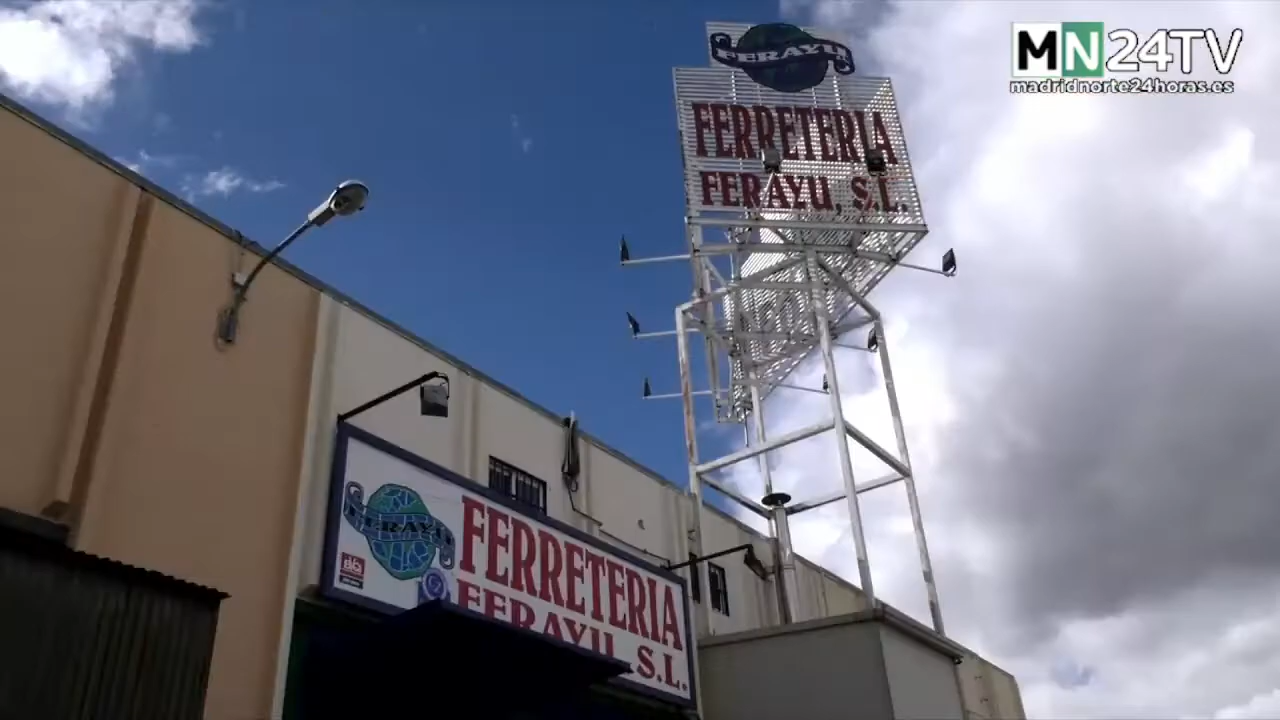 MN24TV
madridnorte24horas.es
FERAYU
FERRETERIA
FERAYU, S.L.
FERAYU
FERRETERIA
FERAYU, S.L.